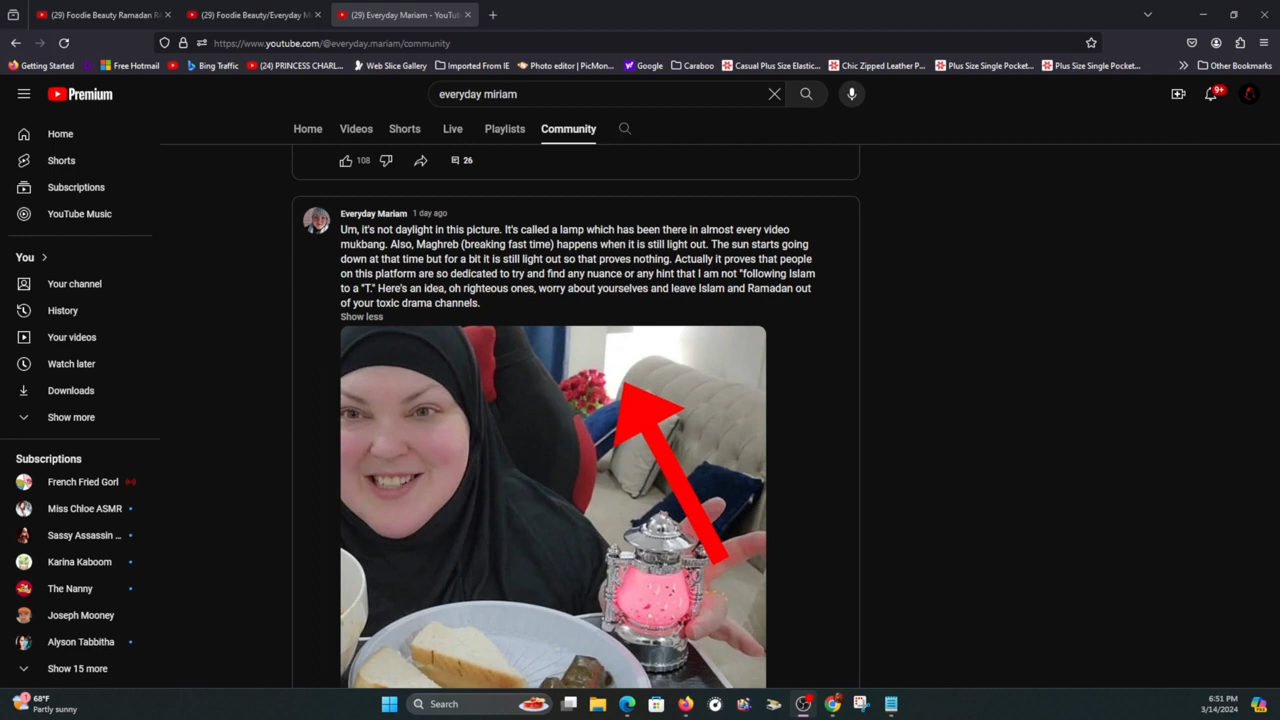 (29) Foodie Beauty Ramadan R
(29) Foodie Beauty/Everyday M
(29) Everyday Mariam - YouTub
https://www.youtube.com/@everyday.mariam/community
Getting Started
Free Hotmail
Bing Traffic
(24) PRINCESS CHARL...
Web Slice Gallery
Imported From IE
Photo editor | PicMon...
Google
Caraboo
Casual Plus Size Elastic...
Chic Zipped Leather P...
Plus Size Single Pocket...
Plus Size Single Pocket...
Other Bookmarks
Premium
everyday miriam
9+
Home
Videos
Shorts
Live
Playlists
Community
Home
Shorts
Subscriptions
YouTube Music
You
Your channel
History
Your videos
Watch later
Downloads
Show more
Subscriptions
French Fried Gorl
Miss Chloe ASMR
Sassy Assassin ...
Karina Kaboom
The Nanny
Joseph Mooney
Alyson Tabbitha
Show 15 more
108
26
Everyday Mariam 1 day ago
Um, it's not daylight in this picture. It's called a lamp which has been there in almost every video
mukbang. Also, Maghreb (breaking fast time) happens when it is still light out. The sun starts going
down at that time but for a bit it is still light out so that proves nothing. Actually it proves that people
on this platform are so dedicated to try and find any nuance or any hint that I am not "following Islam
to a "T." Here's an idea, oh righteous ones, worry about yourselves and leave Islam and Ramadan out
of your toxic drama channels.
Show less
68°F
Partly sunny
Search
6:51 PM
3/14/2024